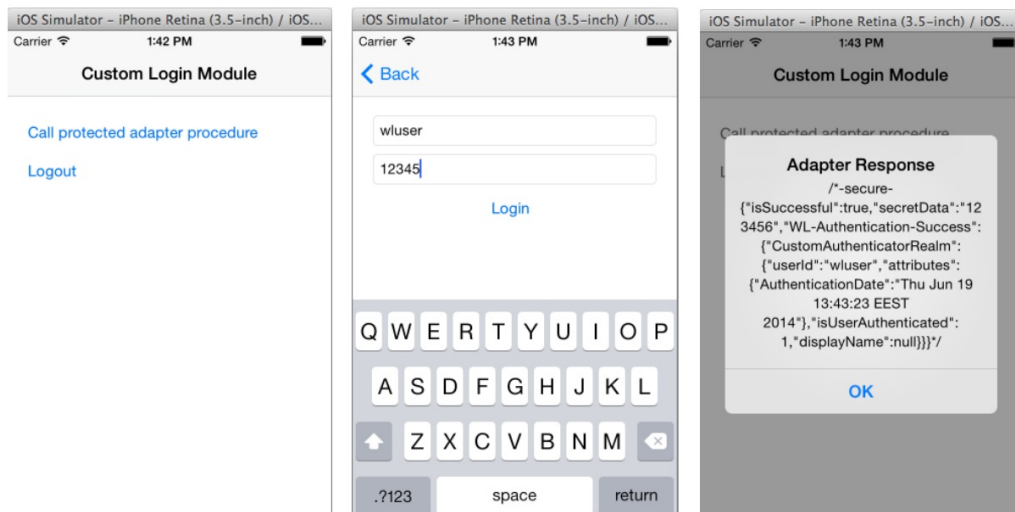 iOS Simulator – iPhone Retina (3.5-inch) / iOS...
Carrier 1:42 PM
Custom Login Module
Call protected adapter procedure
Logout
iOS Simulator – iPhone Retina (3.5-inch) / iOS...
Carrier 1:43 PM
Back
wluser
12345
Login
Q W E R T Y U I O P
A S D F G H J K L
Z X C V B N M
.?123 space return
iOS Simulator – iPhone Retina (3.5-inch) / iOS...
Carrier 1:43 PM
Custom Login Module
Call protected adapter procedure
L
Adapter Response
/*-secure-
{"isSuccessful":true,"secretData":"12
3456","WL-Authentication-Success":
{"CustomAuthenticatorRealm":
{"userId":"wluser","attributes":
{"AuthenticationDate":"Thu Jun 19
13:43:23 EEST
2014"},"isUserAuthenticated":
1,"displayName":null}}}*/
OK